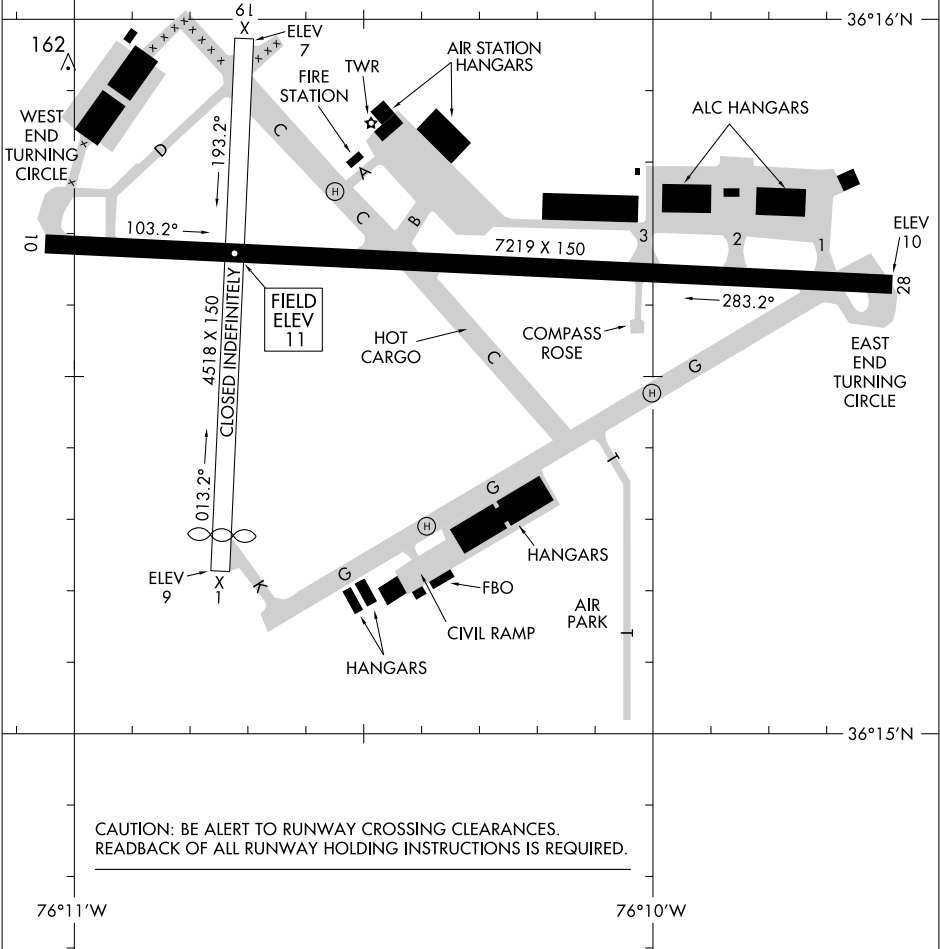 19
X
ELEV
7
36°16'N
162
FIRE
STATION
TWR
AIR STATION
HANGARS
ALC HANGARS
WEST
END
TURNING
CIRCLE
D
C
193.2°
A
H
C
B
10
103.2°
7219 X 150
3
2
1
ELEV
10
28
283.2°
FIELD
ELEV
11
4518 X 150
CLOSED INDEFINITELY
HOT
CARGO
COMPASS
ROSE
C
G
H
EAST
END
TURNING
CIRCLE
013.2°
T
G
H
HANGARS
ELEV
9
X
1
K
G
FBO
CIVIL RAMP
HANGARS
AIR
PARK
T
36°15'N
CAUTION: BE ALERT TO RUNWAY CROSSING CLEARANCES.
READBACK OF ALL RUNWAY HOLDING INSTRUCTIONS IS REQUIRED.
76°11'W
76°10'W